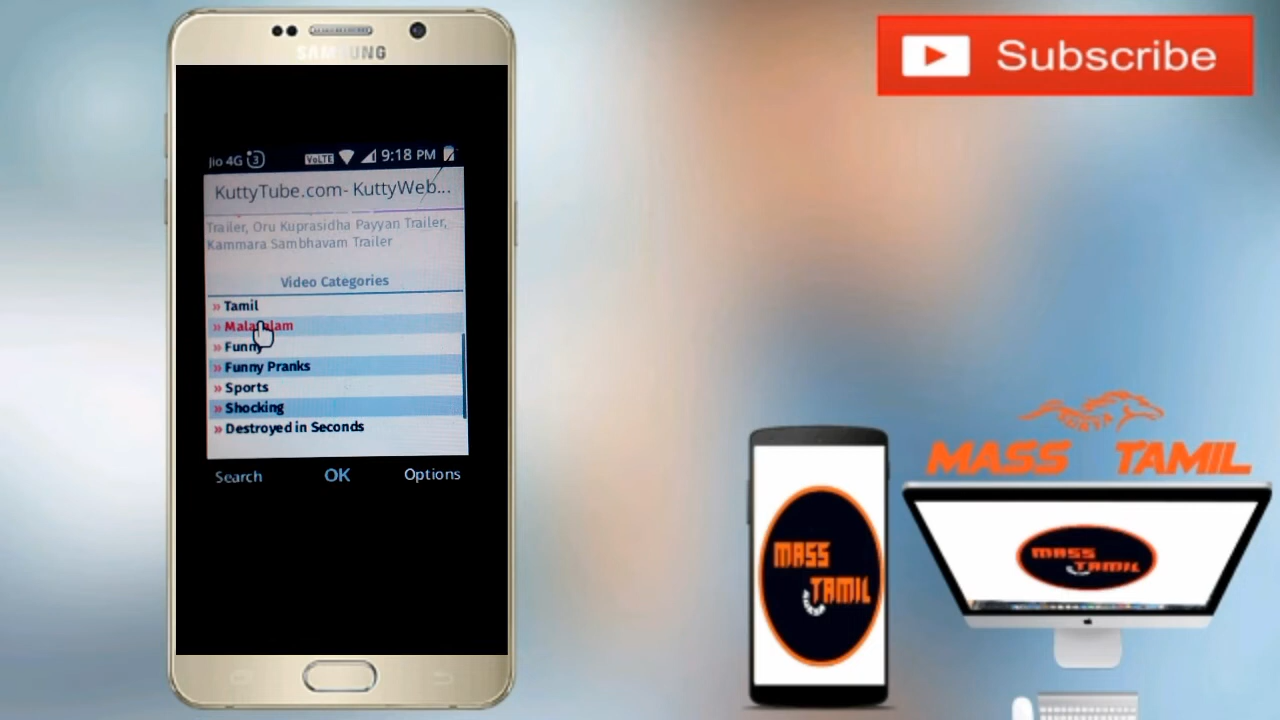 SAMSUNG
Subscribe
Jio 4G 3 VoLTE 9:18 PM
KuttyTube.com- KuttyWeb...
Trailer, Oru Kuprasidha Payyan Trailer,
Kammara Sambhavam Trailer
Video Categories
» Tamil
» Malayalam
» Funny
» Funny Pranks
» Sports
» Shocking
» Destroyed in Seconds
Search OK Options
SURYA
MASS TAMIL
MASS
TAMIL
MASS
TAMIL